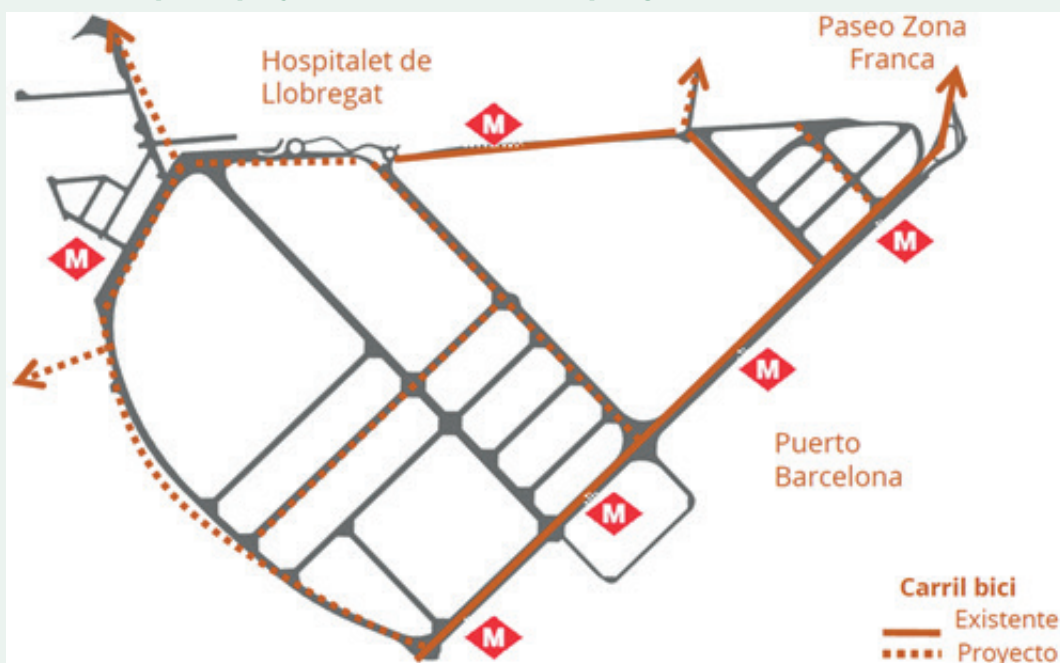 Paseo Zona
Franca
Hospitalet de
Llobregat
M
M
M
M
Puerto
Barcelona
M
M
Carril bici
Existente
Proyecto